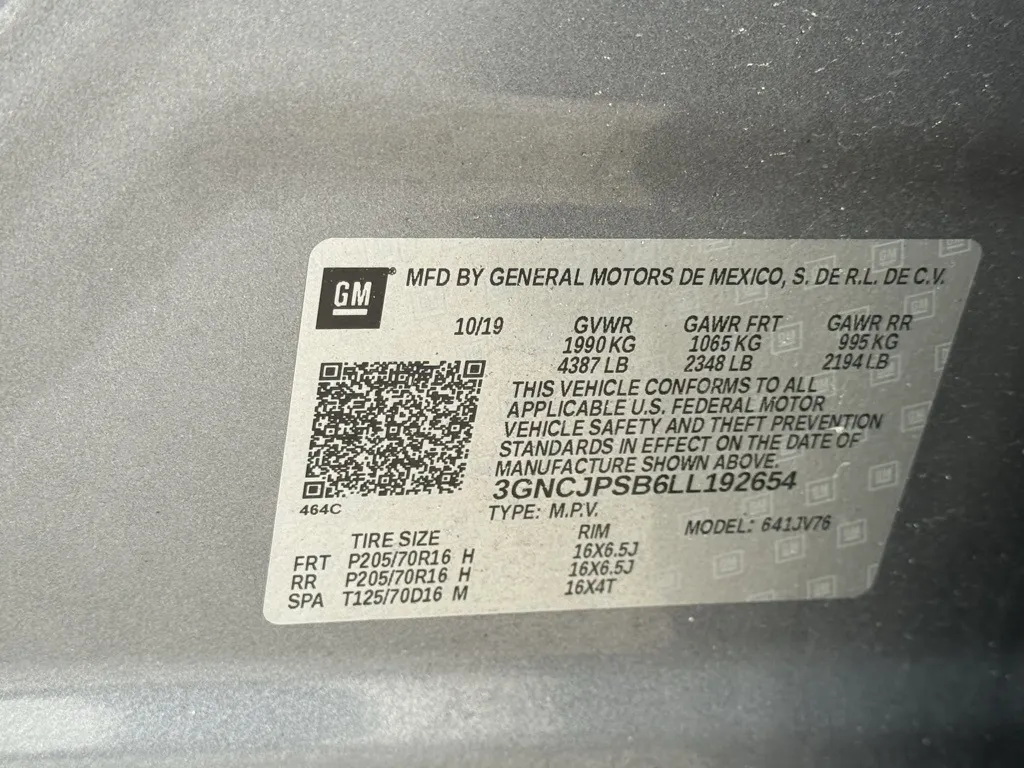 GM
MFD BY GENERAL MOTORS DE MEXICO, S. DE R.L. DE C.V.
10/19 GVWR GAWR FRT GAWR RR
1990 KG 1065 KG 995 KG
4387 LB 2348 LB 2194 LB
THIS VEHICLE CONFORMS TO ALL
APPLICABLE U.S. FEDERAL MOTOR
VEHICLE SAFETY AND THEFT PREVENTION
STANDARDS IN EFFECT ON THE DATE OF
MANUFACTURE SHOWN ABOVE.
3GNCJPSB6LL192654
464C
TYPE: M.P.V. MODEL: 641JV76
TIRE SIZE RIM
FRT P205/70R16 H 16X6.5J
RR P205/70R16 H 16X6.5J
SPA T125/70D16 M 16X4T